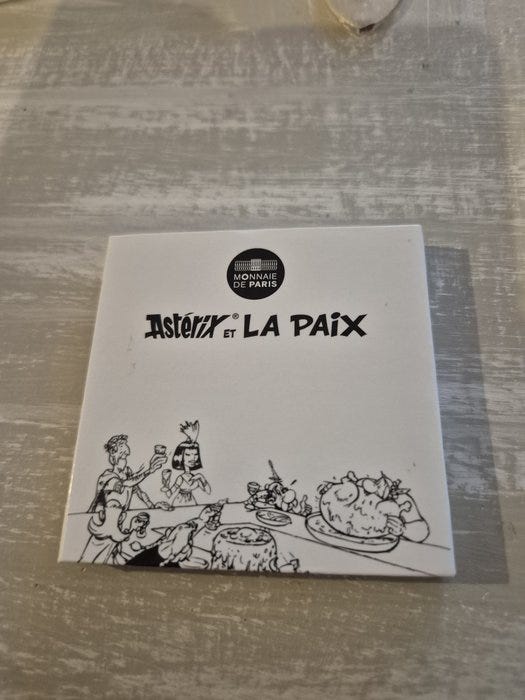 MONNAIE
DE PARIS
Astérix® ET LA PAix